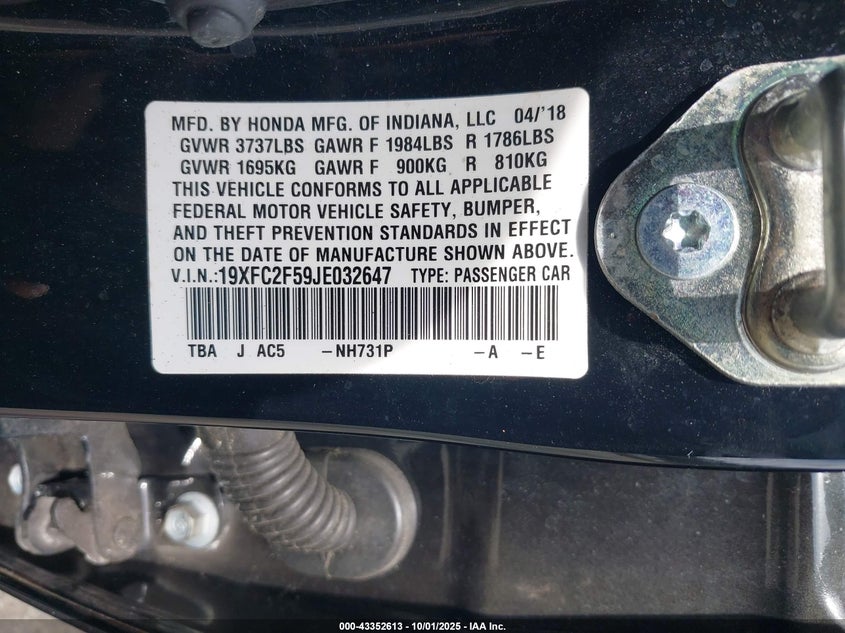 MFD. BY HONDA MFG. OF INDIANA, LLC 04/'18
GVWR 3737LBS GAWR F 1984LBS R 1786LBS
GVWR 1695KG GAWR F 900KG R 810KG
THIS VEHICLE CONFORMS TO ALL APPLICABLE
FEDERAL MOTOR VEHICLE SAFETY, BUMPER,
AND THEFT PREVENTION STANDARDS IN EFFECT
ON THE DATE OF MANUFACTURE SHOWN ABOVE.
V.I.N.:19XFC2F59JE032647 TYPE: PASSENGER CAR
TBA J AC5 -NH731P -A -E
000-43352613 - 10/01/2025 - IAA Inc.